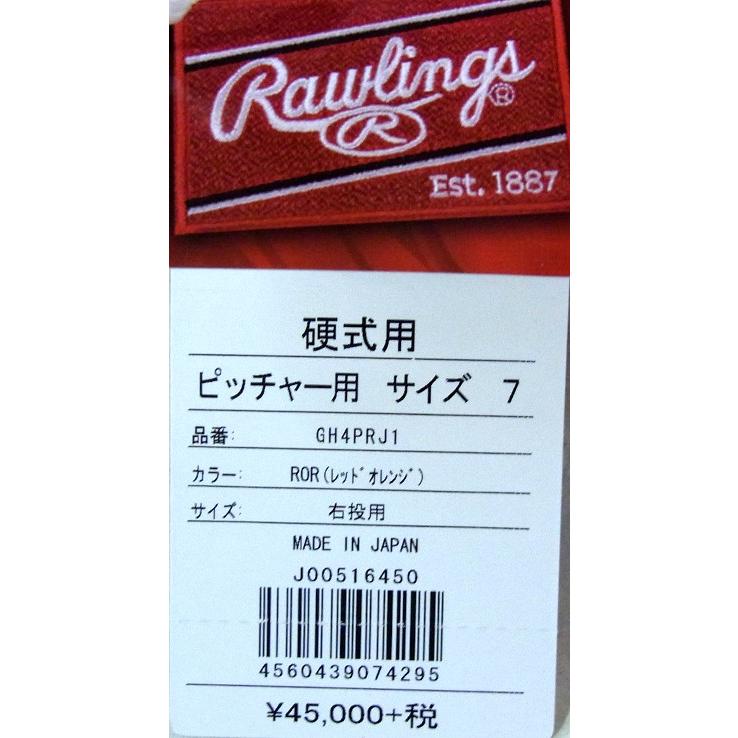 Rawlings®
R
Est. 1887
硬式用
ピッチャー用 サイズ 7
品番: GH4PRJ1
カラー: ROR(ﾚｯﾄﾞｵﾚﾝｼﾞ)
サイズ: 右投用
MADE IN JAPAN
J00516450
4560439074295
¥45,000+税